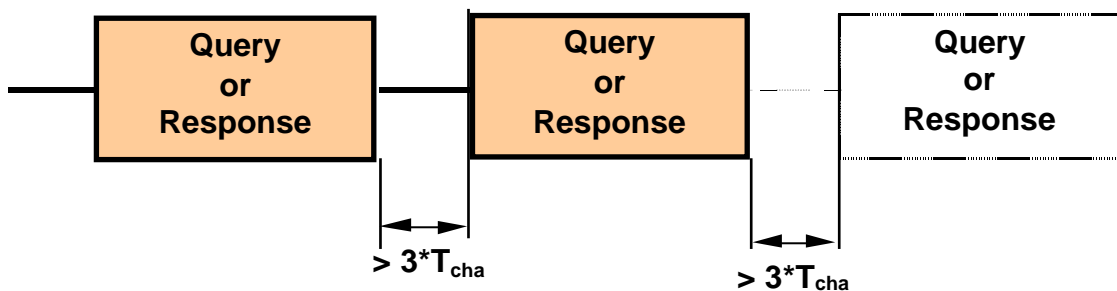 Query
or
Response
Query
or
Response
Query
or
Response
> 3*Tcha
> 3*Tcha